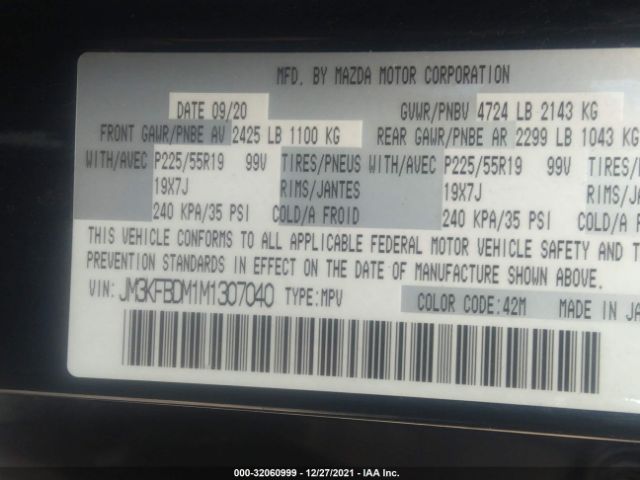 MFD. BY MAZDA MOTOR CORPORATION
DATE 09/20 GVWR/PNBV 4724 LB 2143 KG
FRONT GAWR/PNBE AV 2425 LB 1100 KG REAR GAWR/PNBE AR 2299 LB 1043 KG
WITH/AVEC P225/55R19 99V TIRES/PNEUS WITH/AVEC P225/55R19 99V TIRES/
19X7J RIMS/JANTES 19X7J RIMS/
240 KPA/35 PSI COLD/A FROID 240 KPA/35 PSI COLD/
THIS VEHICLE CONFORMS TO ALL APPLICABLE FEDERAL MOTOR VEHICLE SAFETY AND
PREVENTION STANDARDS IN EFFECT ON THE DATE OF MANUFACTURE SHOWN ABOVE.
VIN: JM3KFBDM1M1307040 TYPE:MPV COLOR CODE:42M MADE IN
000-32060999 — 12/27/2021 — IAA Inc.